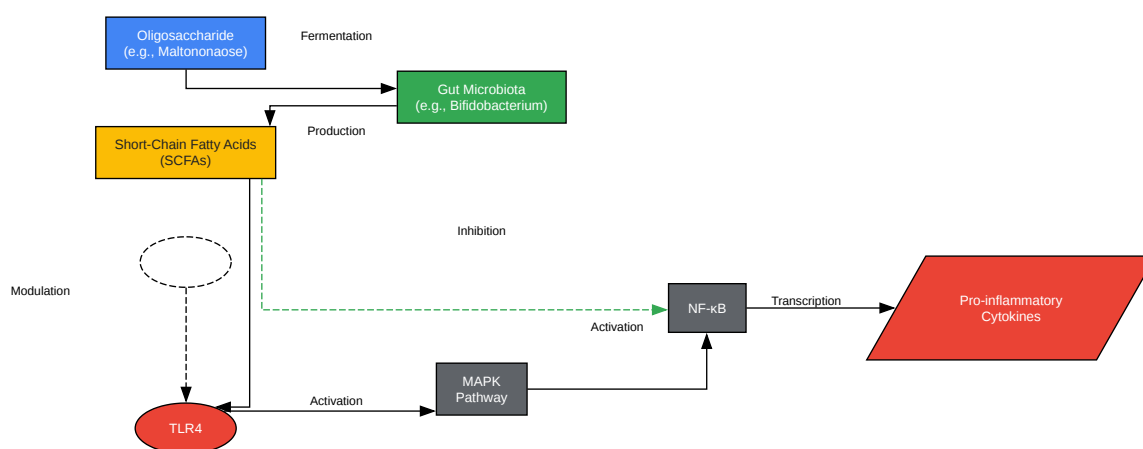 Oligosaccharide
(e.g., Maltononaose)
Fermentation
Gut Microbiota
(e.g., Bifidobacterium)
Production
Short-Chain Fatty Acids
(SCFAs)
Inhibition
Modulation
NF-κB
Transcription
Pro-inflammatory
Cytokines
Activation
MAPK
Pathway
Activation
TLR4